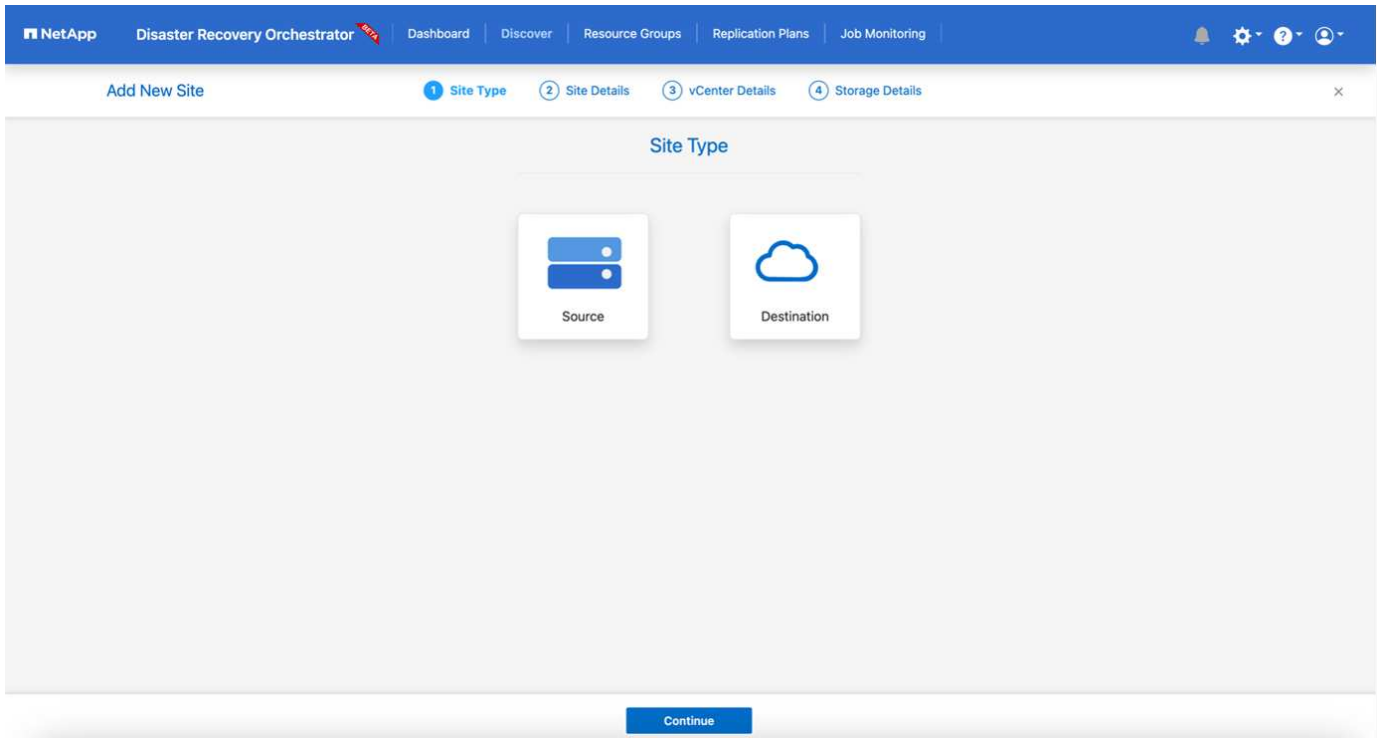 NetApp Disaster Recovery Orchestrator BETA Dashboard Discover Resource Groups Replication Plans Job Monitoring ?
Add New Site 1 Site Type 2 Site Details 3 vCenter Details 4 Storage Details ×
Site Type
Source Destination
Continue